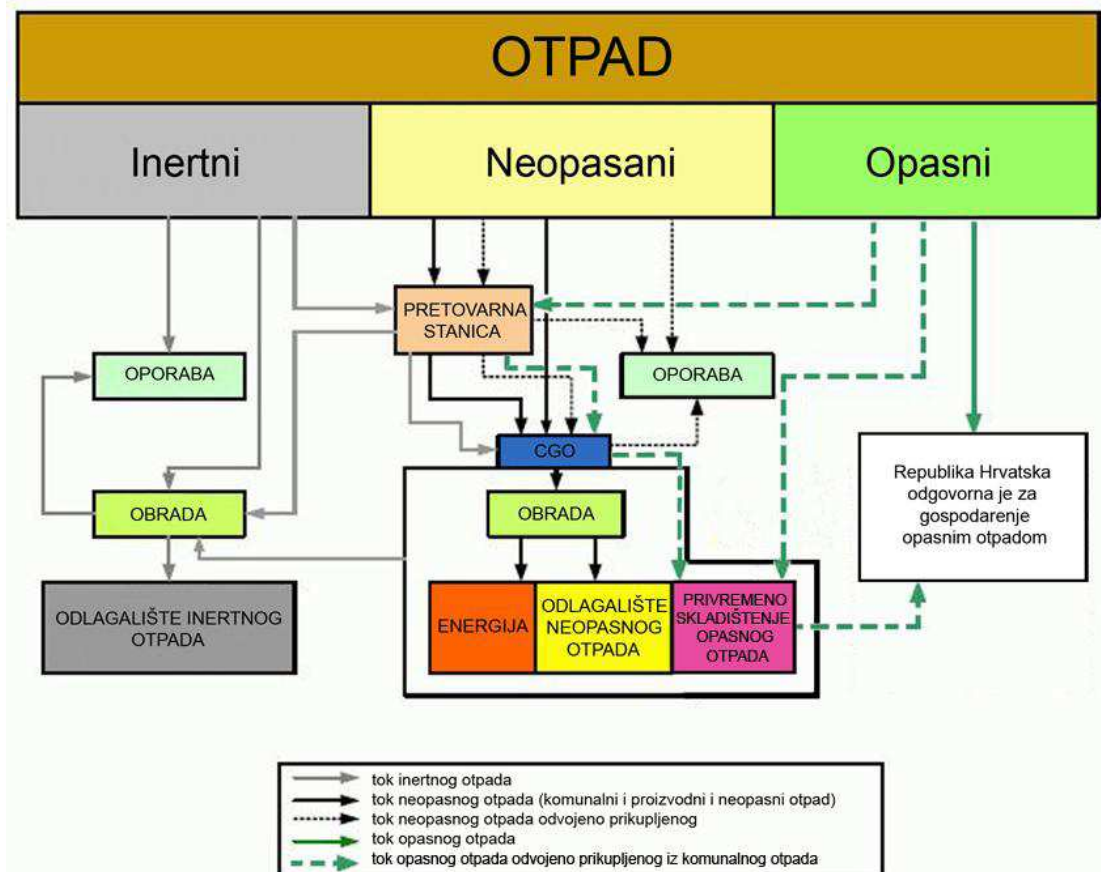 OTPAD
Inertni
Neopasani
Opasni
PRETOVARNA
STANICA
OPORABA
OPORABA
CGO
OBRADA
OBRADA
Republika Hrvatska
odgovorna je za
gospodarenje
opasnim otpadom
ODLAGALIŠTE INERTNOG
OTPADA
ENERGIJA
ODLAGALIŠTE
NEOPASNOG
OTPADA
PRIVREMENO
SKLADIŠTENJE
OPASNOG
OTPADA
tok inertnog otpada
tok neopasnog otpada (komunalni i proizvodni i neopasni otpad)
tok neopasnog otpada odvojeno prikupljenog
tok opasnog otpada
tok opasnog otpada odvojeno prikupljenog iz komunalnog otpada